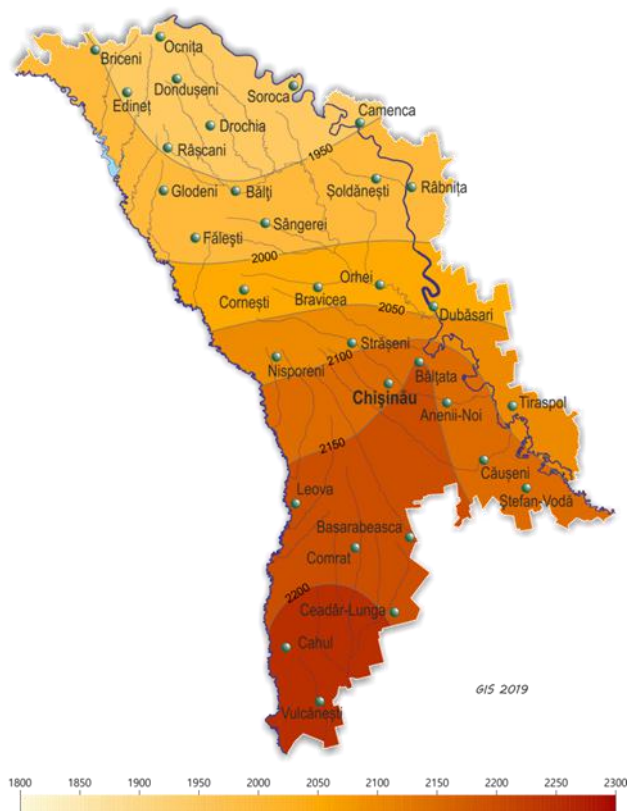 Ocnița
Briceni
Dondușeni
Soroca
Edineț
Camenca
Drochia
Râșcani
1950
Șoldănești
Râbnița
Glodeni
Bălți
Sângerei
Fălești
2000
Orhei
Cornești
Bravicea
2050
Dubăsari
Strășeni
2100
Nisporeni
Bălțata
Chișinău
Anenii-Noi
Tiraspol
2150
Căușeni
Leova
Ștefan-Vodă
Basarabeasca
Comrat
2200
Ceadâr-Lunga
Cahul
GIS 2019
Vulcănești
1800 1850 1900 1950 2000 2050 2100 2150 2200 2250 2300